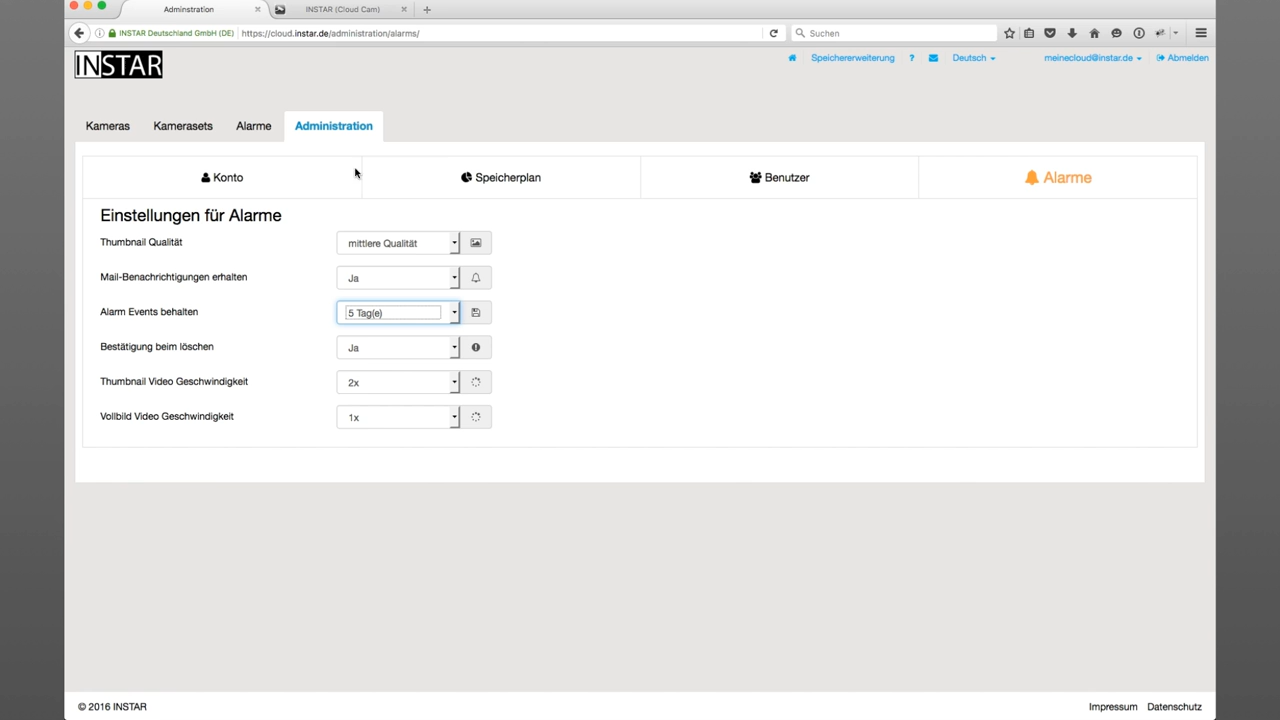 Adminstration
INSTAR (Cloud Cam)
INSTAR Deutschland GmbH (DE)
https://cloud.instar.de/administration/alarms/
Suchen
INSTAR
Speichererweiterung
?
Deutsch
meinecloud@instar.de
Abmelden
Kameras
Kamerasets
Alarme
Administration
Konto
Speicherplan
Benutzer
Alarme
Einstellungen für Alarme
Thumbnail Qualität
mittlere Qualität
Mail-Benachrichtigungen erhalten
Ja
Alarm Events behalten
5 Tag(e)
Bestätigung beim löschen
Ja
Thumbnail Video Geschwindigkeit
2x
Vollbild Video Geschwindigkeit
1x
© 2016 INSTAR
Impressum
Datenschutz